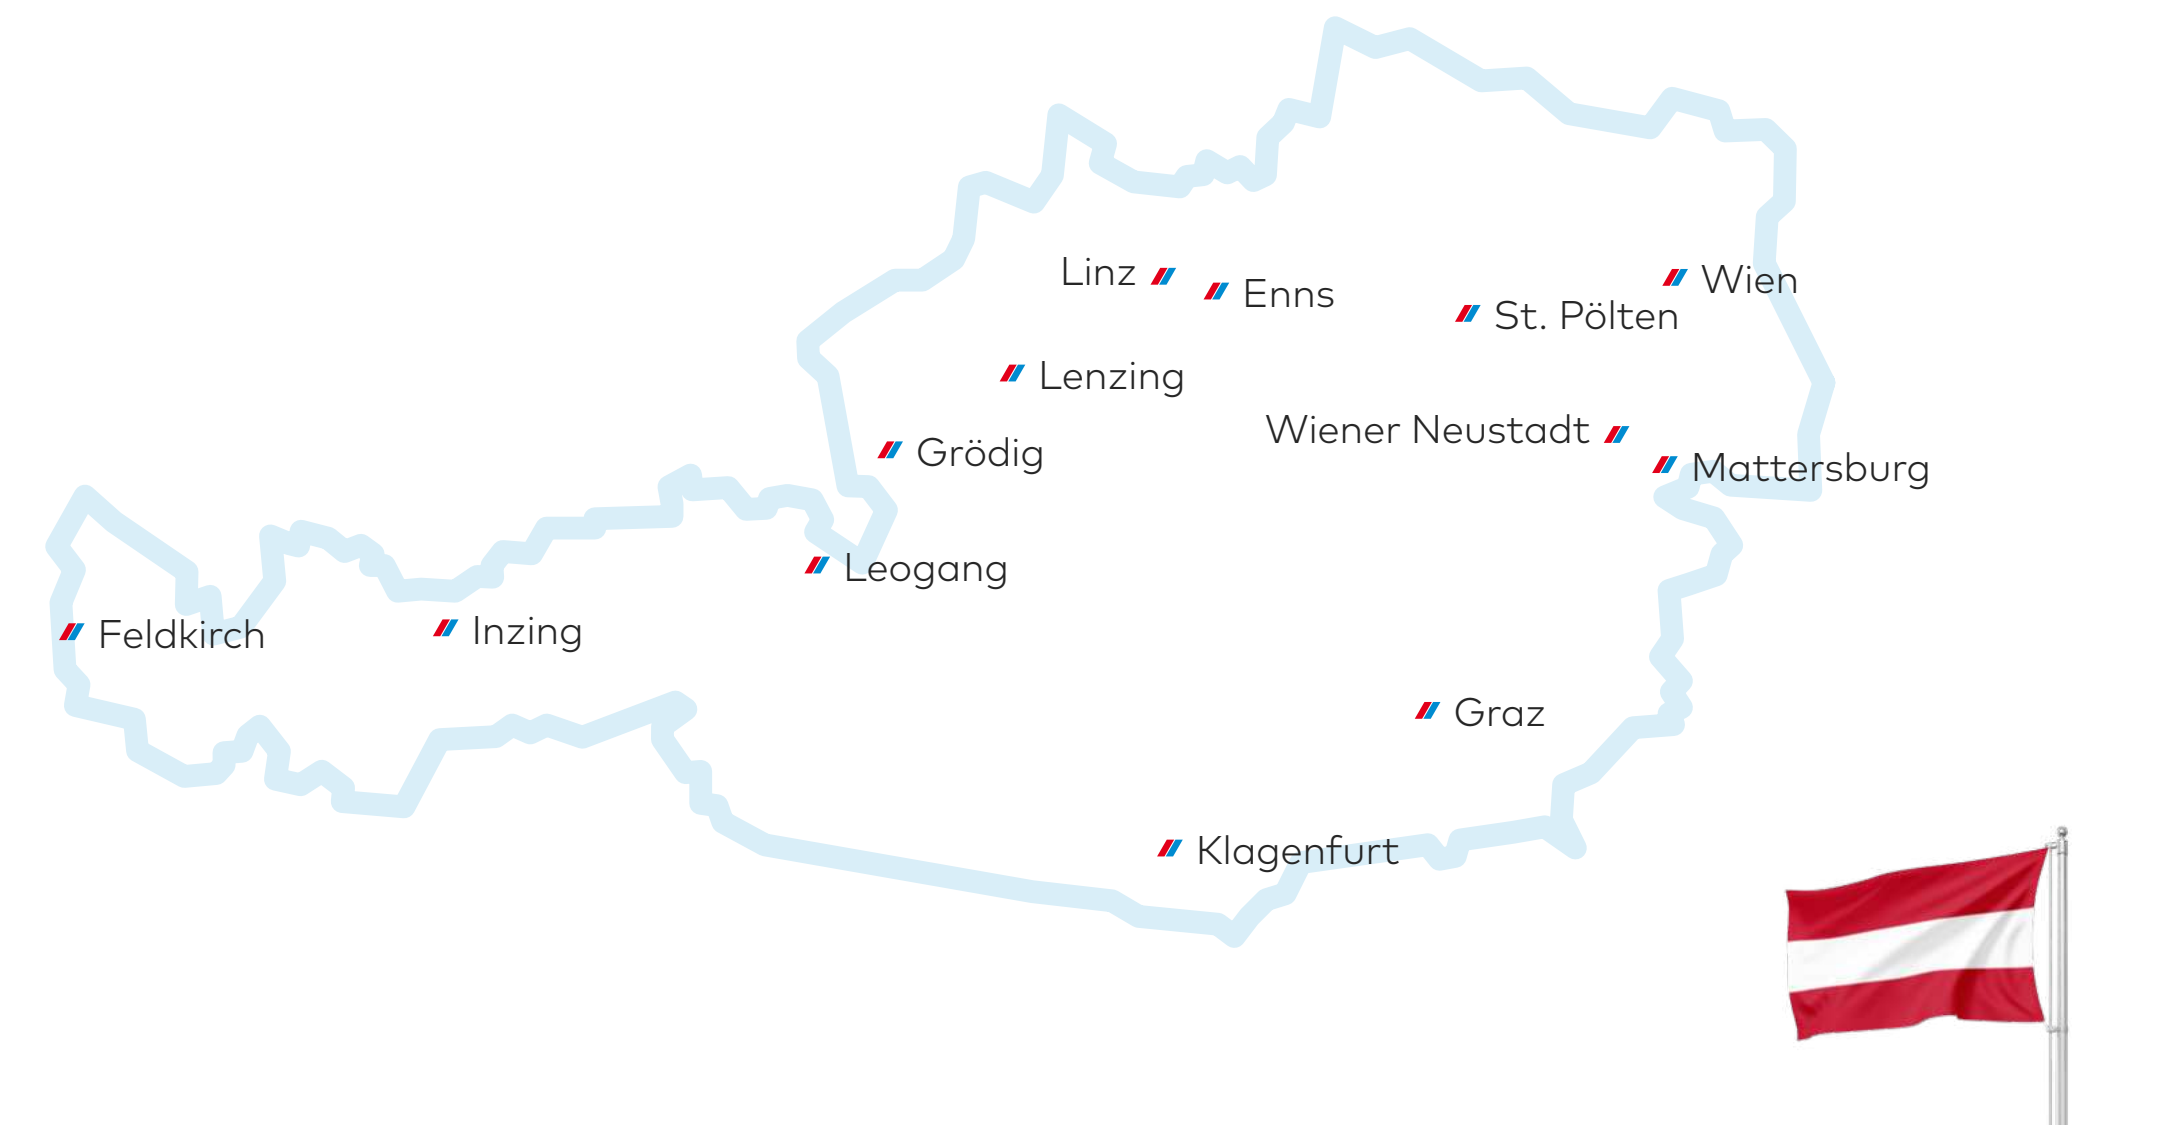 Linz
Enns
Wien
St. Pölten
Lenzing
Wiener Neustadt
Grödig
Mattersburg
Leogang
Feldkirch
Inzing
Graz
Klagenfurt